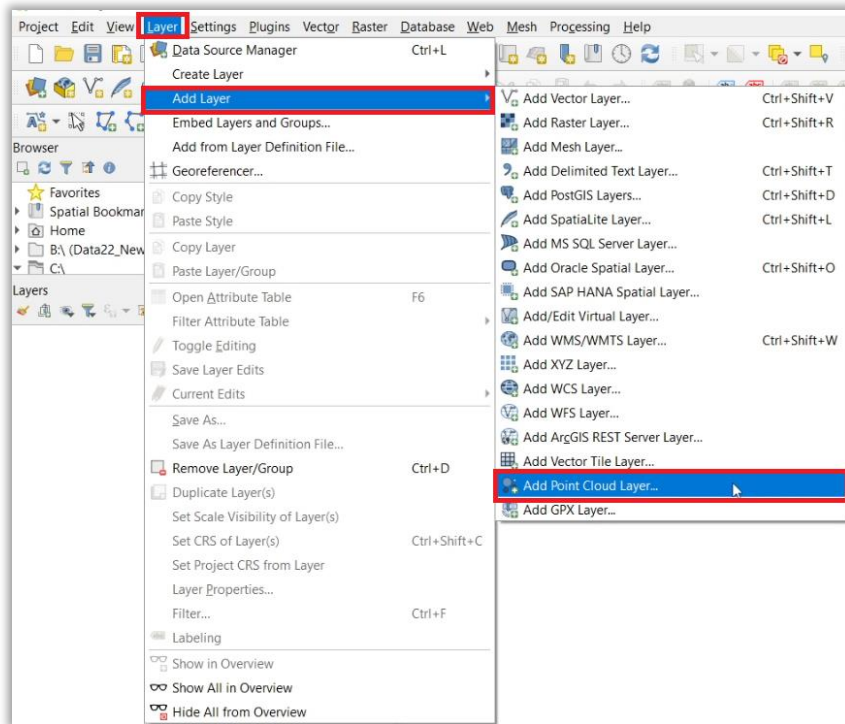 Project Edit View Layer Settings Plugins Vector Raster Database Web Mesh Processing Help
Data Source Manager Ctrl+L
Create Layer
Add Layer
Embed Layers and Groups...
Add from Layer Definition File...
Georeferencer...
Copy Style
Paste Style
Copy Layer
Paste Layer/Group
Open Attribute Table F6
Filter Attribute Table
Toggle Editing
Save Layer Edits
Current Edits
Save As...
Save As Layer Definition File...
Remove Layer/Group Ctrl+D
Duplicate Layer(s)
Set Scale Visibility of Layer(s)
Set CRS of Layer(s) Ctrl+Shift+C
Set Project CRS from Layer
Layer Properties...
Filter... Ctrl+F
Labeling
Show in Overview
Show All in Overview
Hide All from Overview
Add Vector Layer... Ctrl+Shift+V
Add Raster Layer... Ctrl+Shift+R
Add Mesh Layer...
Add Delimited Text Layer... Ctrl+Shift+T
Add PostGIS Layers... Ctrl+Shift+D
Add SpatiaLite Layer... Ctrl+Shift+L
Add MS SQL Server Layer...
Add Oracle Spatial Layer... Ctrl+Shift+O
Add SAP HANA Spatial Layer...
Add/Edit Virtual Layer...
Add WMS/WMTS Layer... Ctrl+Shift+W
Add XYZ Layer...
Add WCS Layer...
Add WFS Layer...
Add ArcGIS REST Server Layer...
Add Vector Tile Layer...
Add Point Cloud Layer...
Add GPX Layer...
Browser
Favorites
Spatial Bookmar
Home
B:\ (Data22_New
C:\
Layers